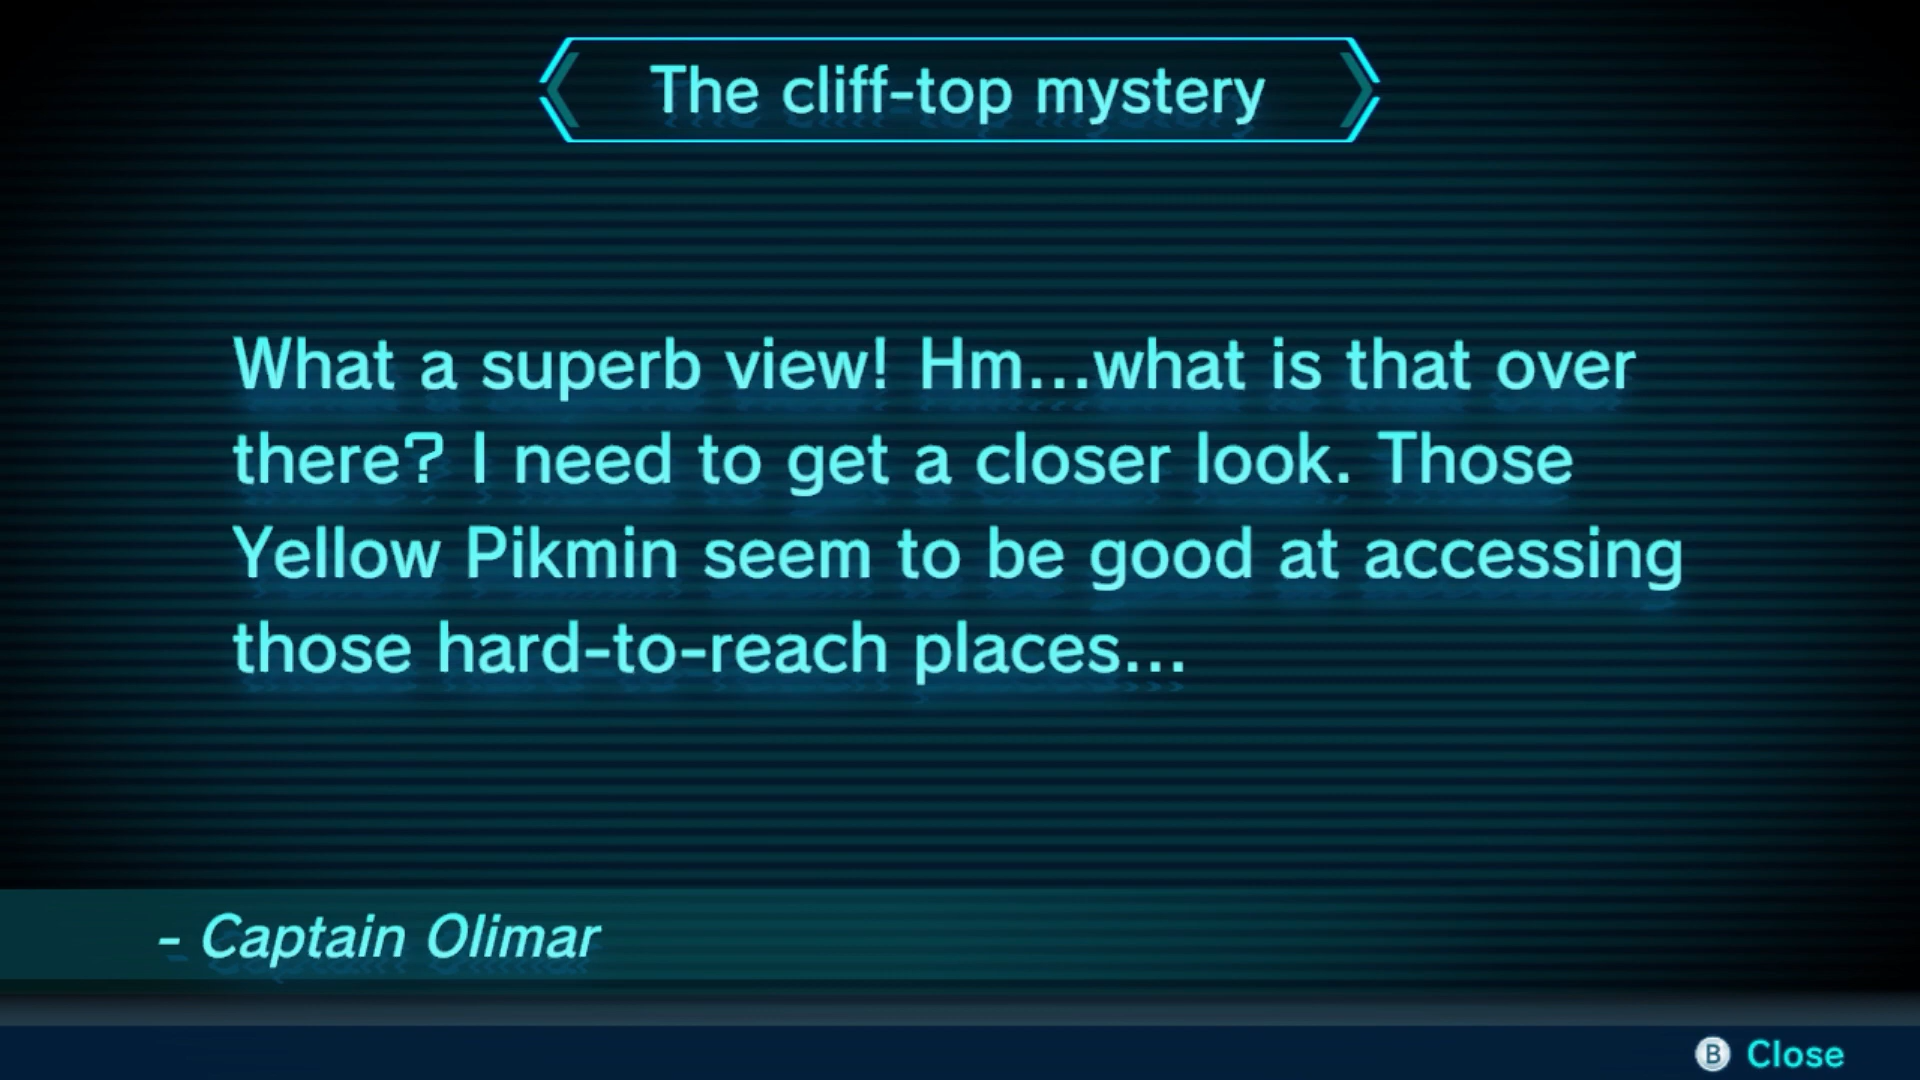 The cliff-top mystery
What a superb view! Hm...what is that over
there? I need to get a closer look. Those
Yellow Pikmin seem to be good at accessing
those hard-to-reach places...
- Captain Olimar
B Close